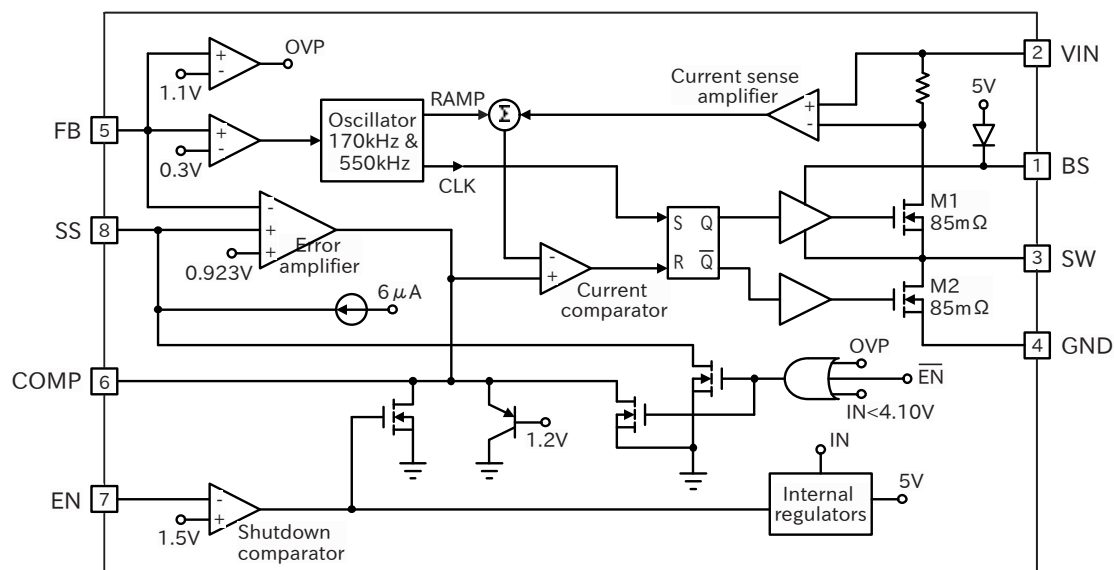 OVP
2
VIN
+
-
1.1V
Current sense
amplifier
5V
RAMP
+
-
FB
5
+
-
0.3V
Oscillator
170kHz &
550kHz
Σ
CLK
1
BS
M1
85mΩ
S
Q
R
Q̅
SS
8
-
+
+
0.923V
Error
amplifier
-
+
Current
comparator
3
SW
M2
85mΩ
6μA
4
GND
OVP
E̅N̅
IN<4.10V
COMP
6
1.2V
IN
EN
7
-
+
1.5V
Shutdown
comparator
Internal
regulators
5V